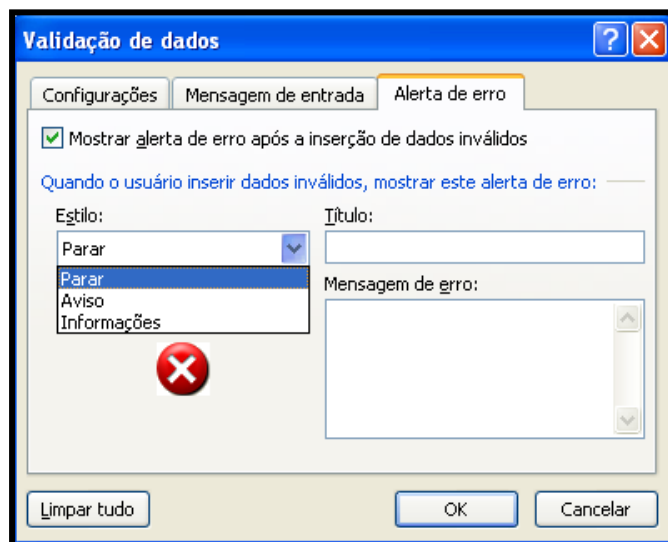 Validação de dados
Configurações
Mensagem de entrada
Alerta de erro
Mostrar alerta de erro após a inserção de dados inválidos
Quando o usuário inserir dados inválidos, mostrar este alerta de erro:
Estilo:
Título:
Parar
Parar
Aviso
Informações
Mensagem de erro:
Limpar tudo
OK
Cancelar